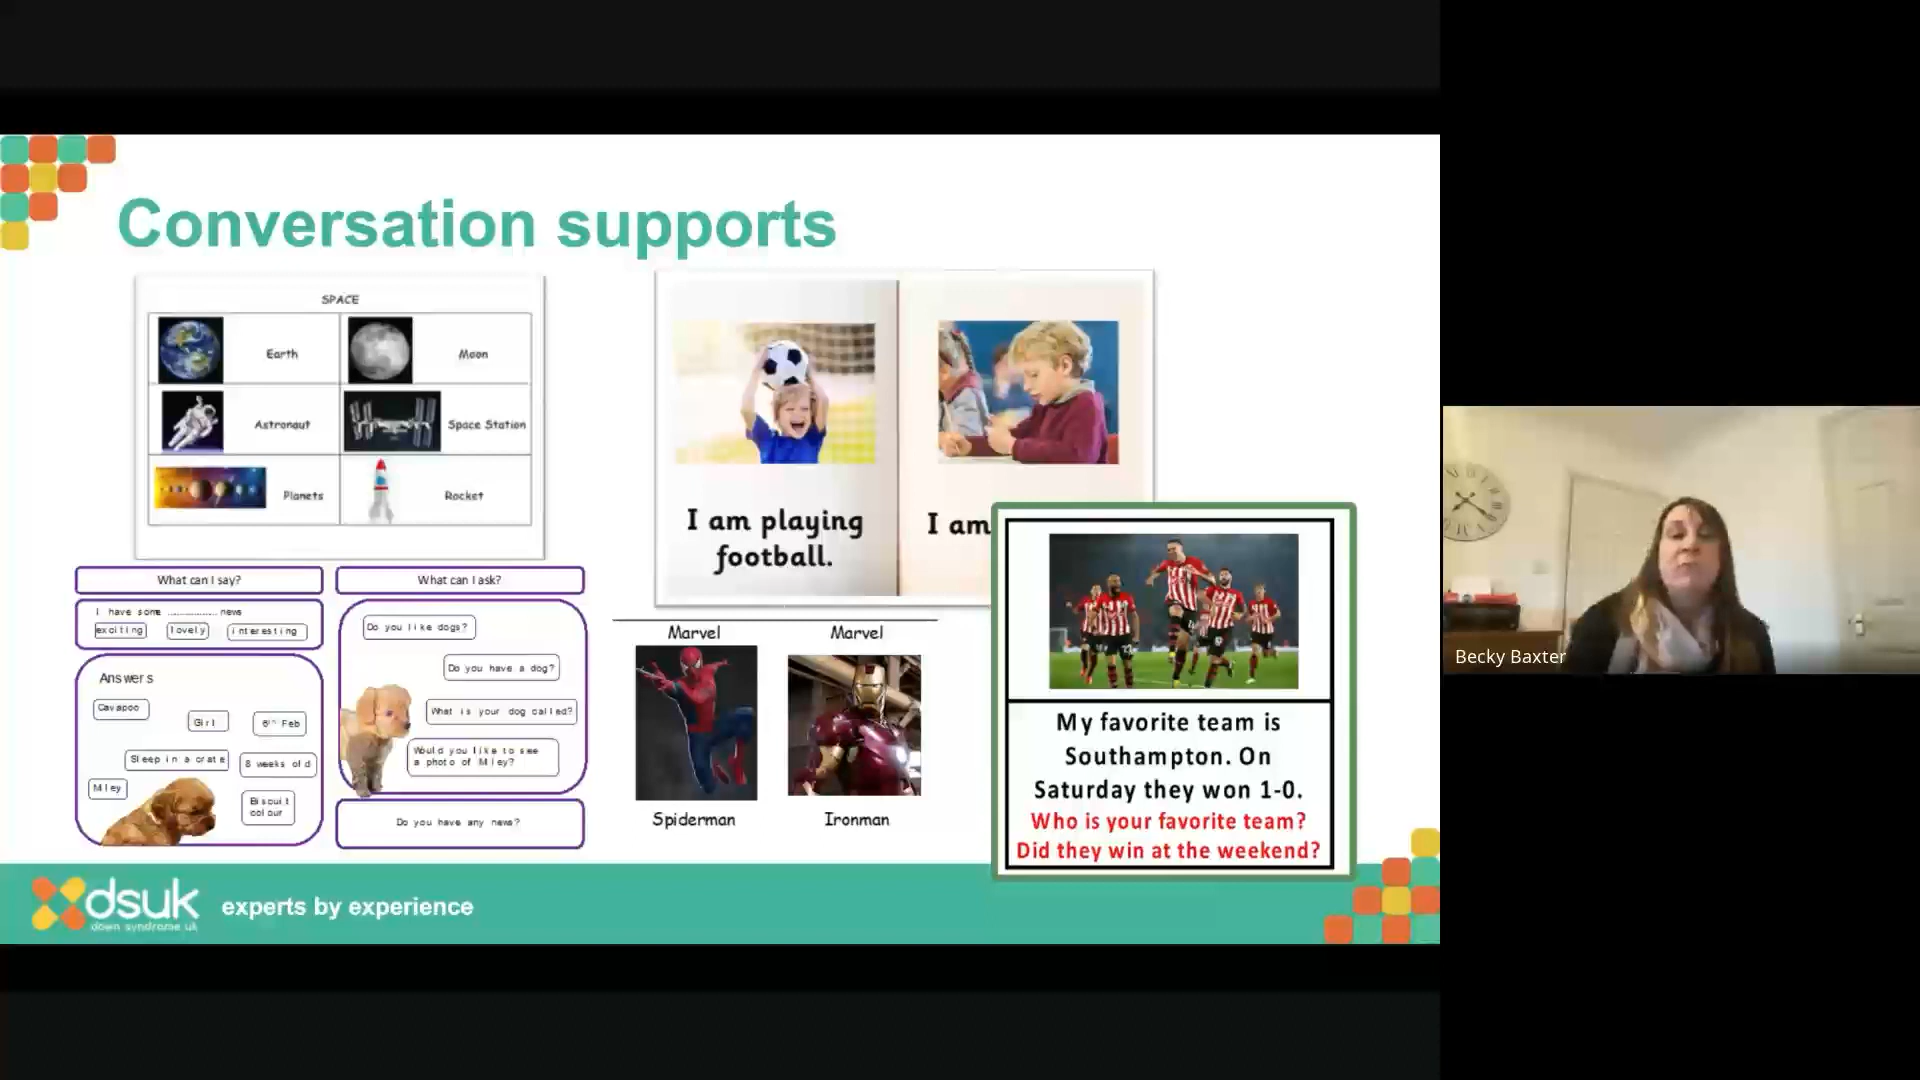 Conversation supports
SPACE
Earth
Moon
Astronaut
Space Station
Planets
Rocket
I am playing
football.
I am
What can I say?
I have some ................. news
exciting
lovely
interesting
Answers
Cavapoo
Girl
6th Feb
Sleep in a crate
8 weeks old
Miley
Biscuit
colour
What can I ask?
Do you like dogs?
Do you have a dog?
What is your dog called?
Would you like to see
a photo of Miley?
Do you have any news?
Marvel
Spiderman
Marvel
Ironman
My favorite team is
Southampton. On
Saturday they won 1-0.
Who is your favorite team?
Did they win at the weekend?
dsuk
down syndrome uk
experts by experience
Becky Baxter